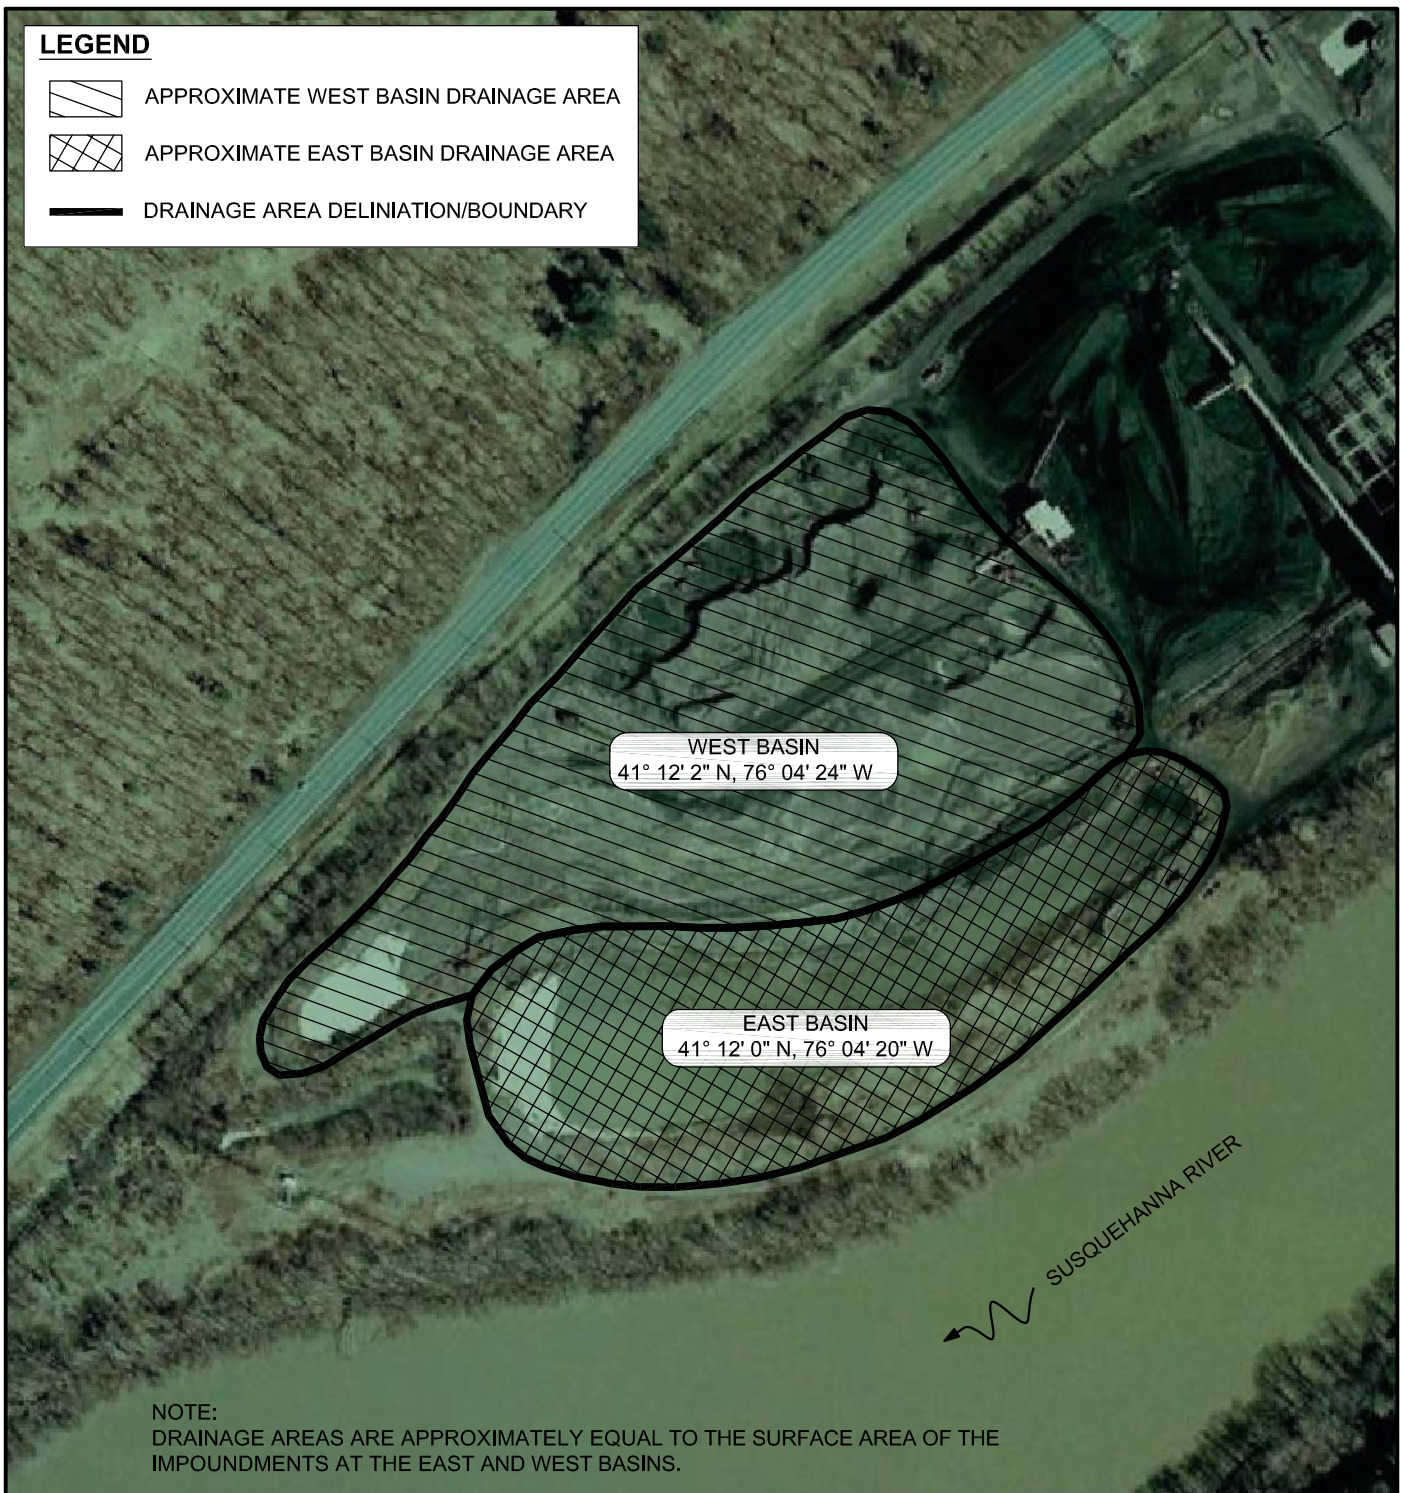 LEGEND
APPROXIMATE WEST BASIN DRAINAGE AREA
APPROXIMATE EAST BASIN DRAINAGE AREA
DRAINAGE AREA DELINIATION/BOUNDARY
WEST BASIN
41° 12' 2" N, 76° 04' 24" W
EAST BASIN
41° 12' 0" N, 76° 04' 20" W
SUSQUEHANNA RIVER
NOTE:
DRAINAGE AREAS ARE APPROXIMATELY EQUAL TO THE SURFACE AREA OF THE
IMPOUNDMENTS AT THE EAST AND WEST BASINS.